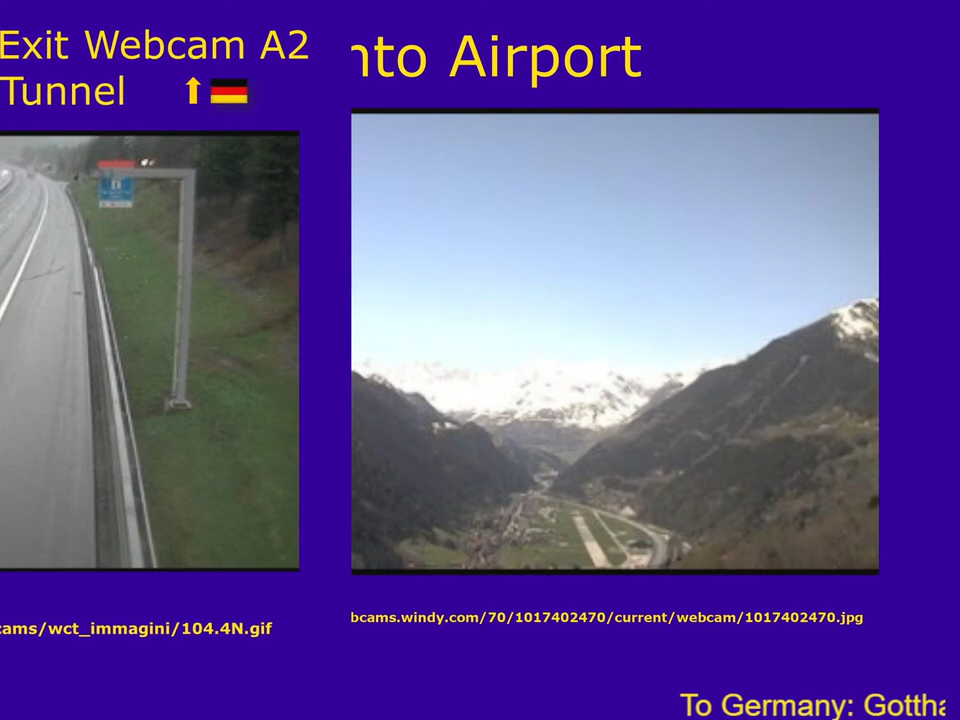 Exit Webcam A2
Tunnel
nto Airport
cams/wct_immagini/104.4N.gif
bcams.windy.com/70/1017402470/current/webcam/1017402470.jpg
To Germany: Gottha